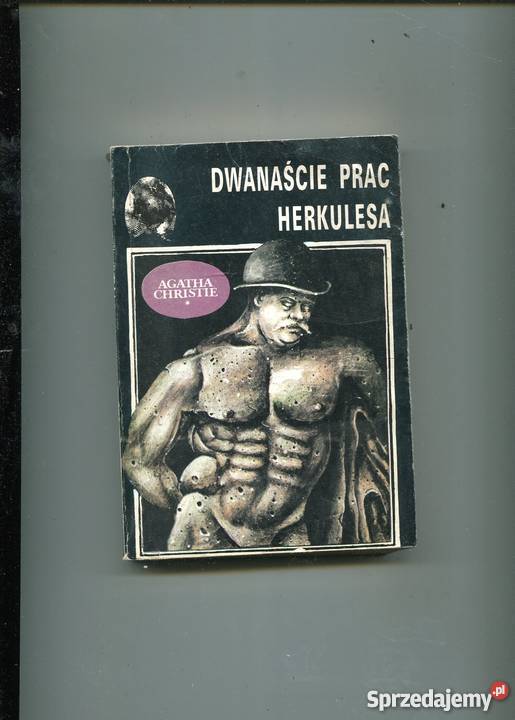 DWANAŚCIE PRAC
HERKULESA
AGATHA
CHRISTIE
*
Sprzedajemy.pl